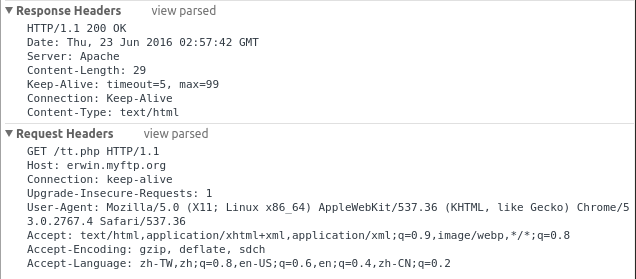 Response Headers view parsed
HTTP/1.1 200 OK
Date: Thu, 23 Jun 2016 02:57:42 GMT
Server: Apache
Content-Length: 29
Keep-Alive: timeout=5, max=99
Connection: Keep-Alive
Content-Type: text/html
Request Headers view parsed
GET /tt.php HTTP/1.1
Host: erwin.myftp.org
Connection: keep-alive
Upgrade-Insecure-Requests: 1
User-Agent: Mozilla/5.0 (X11; Linux x86_64) AppleWebKit/537.36 (KHTML, like Gecko) Chrome/5
3.0.2767.4 Safari/537.36
Accept: text/html,application/xhtml+xml,application/xml;q=0.9,image/webp,*/*;q=0.8
Accept-Encoding: gzip, deflate, sdch
Accept-Language: zh-TW,zh;q=0.8,en-US;q=0.6,en;q=0.4,zh-CN;q=0.2